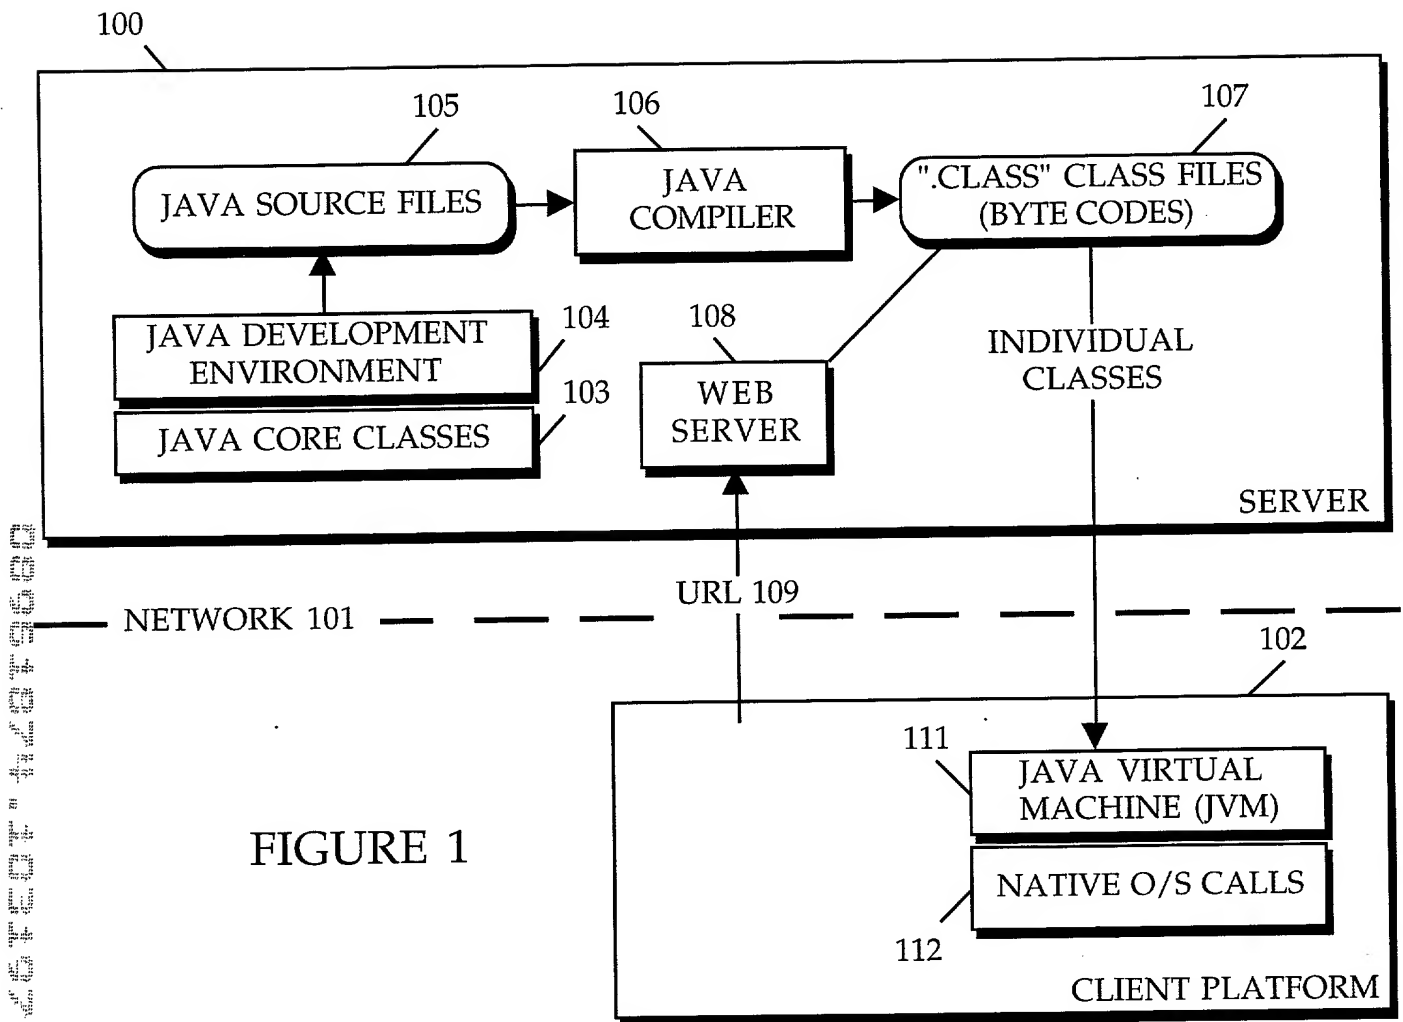 100
105
106
107
JAVA SOURCE FILES
JAVA
COMPILER
".CLASS" CLASS FILES
(BYTE CODES)
JAVA DEVELOPMENT
ENVIRONMENT
104
108
INDIVIDUAL
CLASSES
WEB
SERVER
103
JAVA CORE CLASSES
SERVER
URL 109
NETWORK 101
102
111
JAVA VIRTUAL
MACHINE (JVM)
FIGURE 1
NATIVE O/S CALLS
112
CLIENT PLATFORM